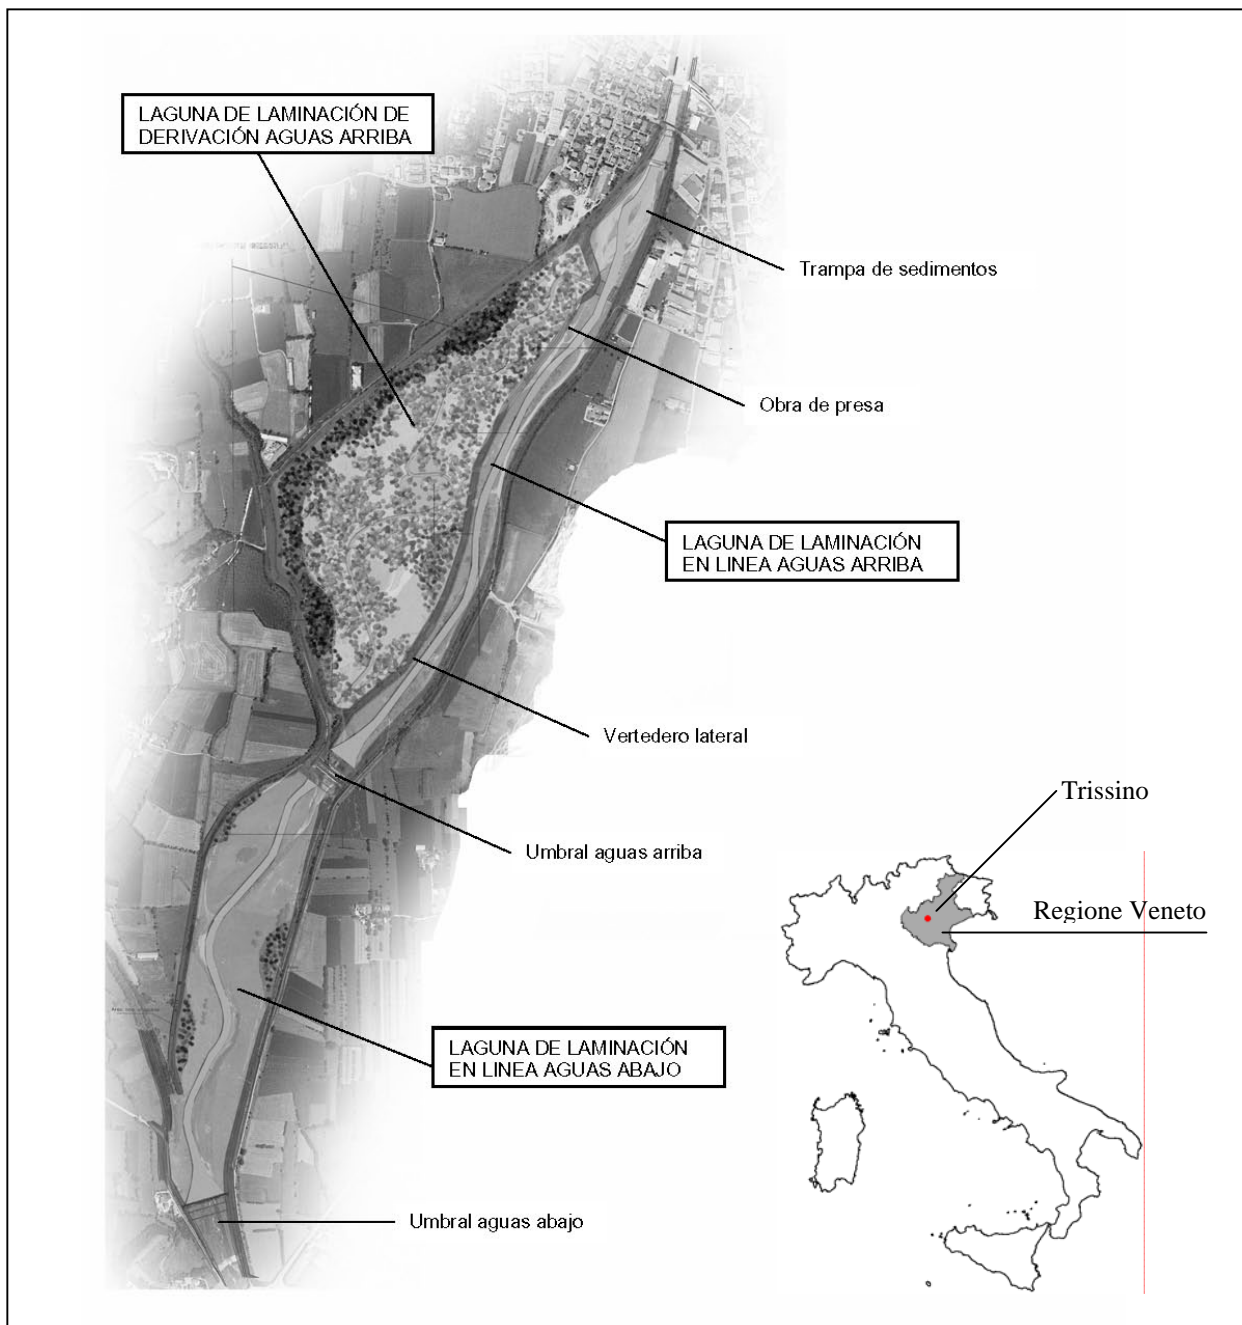 LAGUNA DE LAMINACIÓN DE
DERIVACIÓN AGUAS ARRIBA
Trampa de sedimentos
Obra de presa
LAGUNA DE LAMINACIÓN
EN LINEA AGUAS ARRIBA
Vertedero lateral
Umbral aguas arriba
Trissino
Regione Veneto
LAGUNA DE LAMINACIÓN
EN LINEA AGUAS ABAJO
Umbral aguas abajo